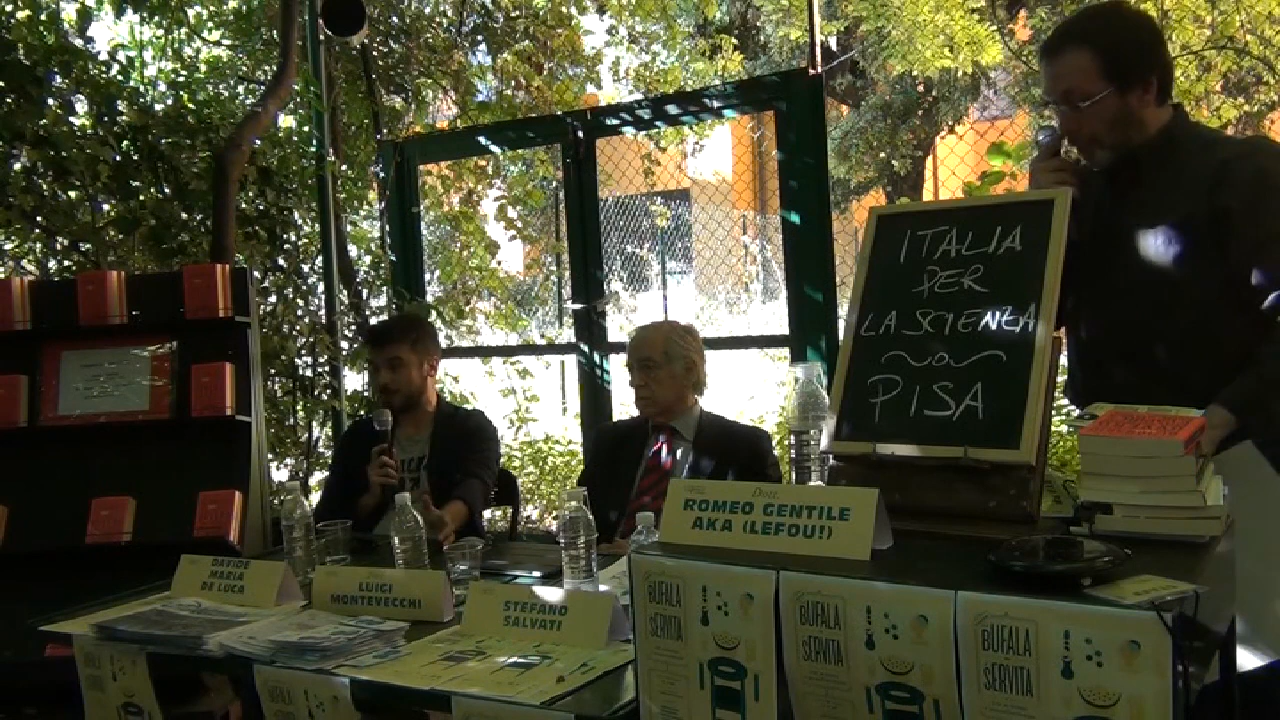 ITALIA
PER
LA SCIENZA
PISA
Dott.
ROMEO GENTILE
AKA (LEFOU!)
DAVIDE
MARIA
DE LUCA
LUIGI
MONTEVECCHI
STEFANO
SALVATI
BUFALA
è SERVITA
BUFALA
è SERVITA
BUFALA
è SERVITA